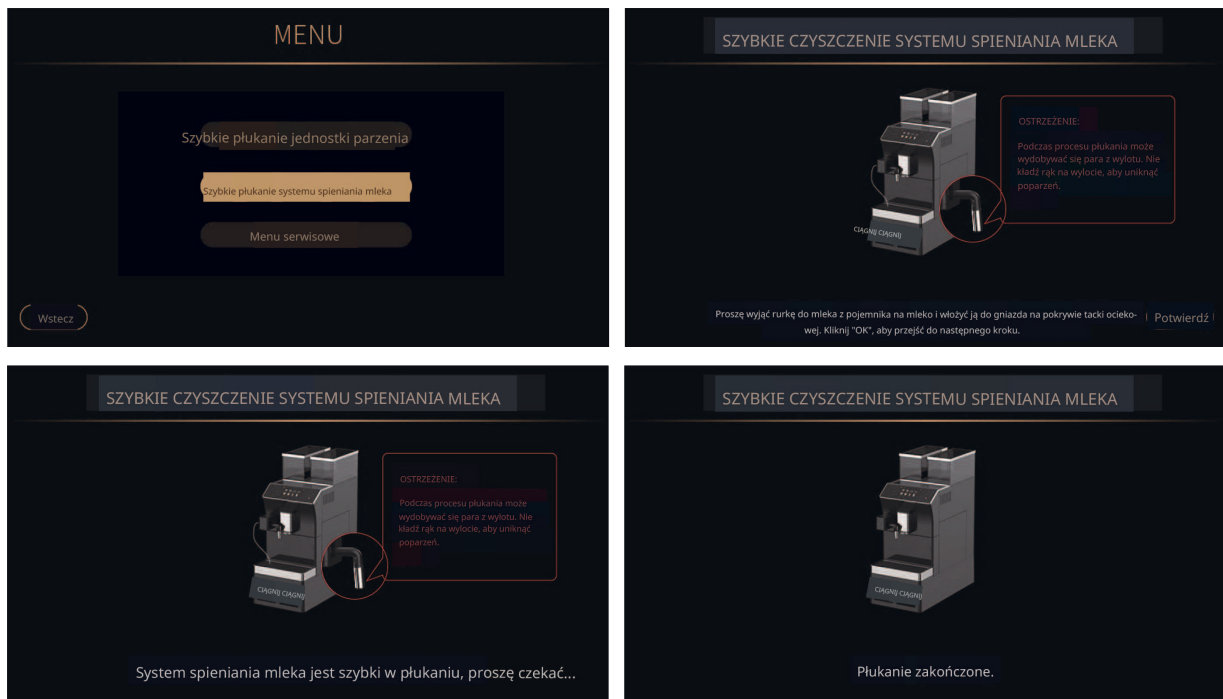 MENU
Szybkie płukanie jednostki parzenia
Szybkie płukanie systemu spieniania mleka
Menu serwisowe
Wstecz
SZYBKIE CZYSZCZENIE SYSTEMU SPIENIANIA MLEKA
OSTRZEŻENIE:
Podczas procesu płukania może
wydobywać się para z wylotu. Nie
kładź rąk na wylocie, aby uniknąć
poparzeń.
CIĄGNIJ CIĄGNIJ
Proszę wyjąć rurkę do mleka z pojemnika na mleko i włożyć ją do gniazda na pokrywie tacki ocieko-
wej. Kliknij "OK", aby przejść do następnego kroku.
Potwierdź
SZYBKIE CZYSZCZENIE SYSTEMU SPIENIANIA MLEKA
OSTRZEŻENIE:
Podczas procesu płukania może
wydobywać się para z wylotu. Nie
kładź rąk na wylocie, aby uniknąć
poparzeń.
CIĄGNIJ CIĄGNIJ
System spieniania mleka jest szybki w płukaniu, proszę czekać...
SZYBKIE CZYSZCZENIE SYSTEMU SPIENIANIA MLEKA
CIĄGNIJ CIĄGNIJ
Płukanie zakończone.